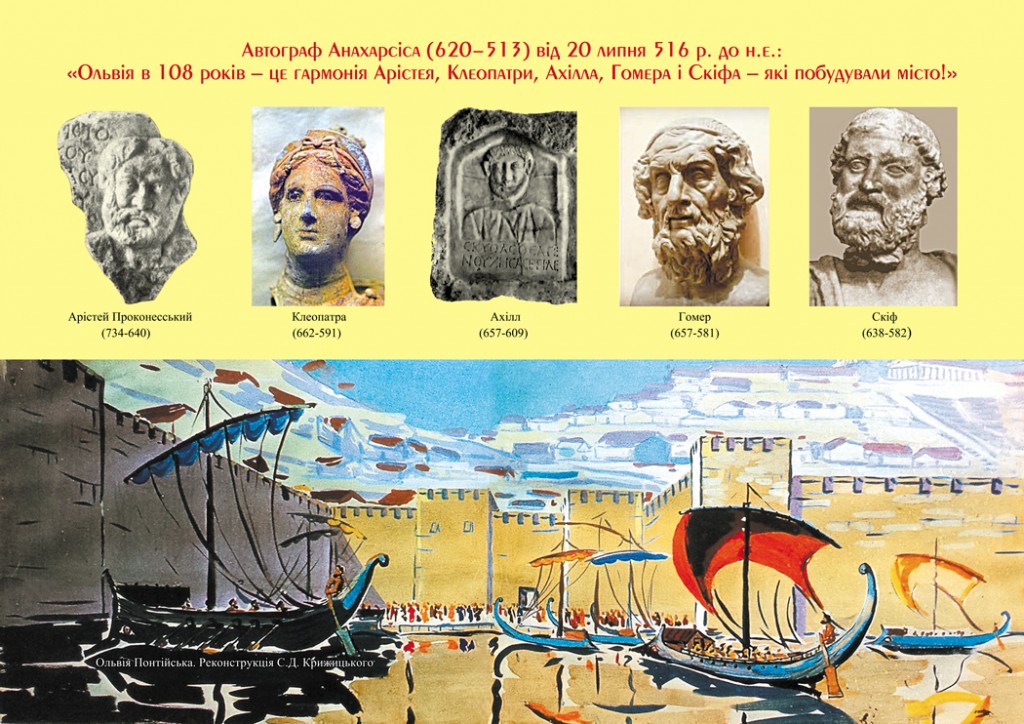 Автограф Анахарсіса (620–513) від 20 липня 516 р. до н.е.:
«Ольвія в 108 років – це гармонія Арістея, Клеопатри, Ахілла, Гомера і Скіфа – які побудували місто!»
Арістей Проконесський
(734-640)
Клеопатра
(662-591)
Ахілл
(657-609)
Гомер
(657-581)
Скіф
(638-582)
Ольвія Понтійська. Реконструкція С.Д. Крижицького